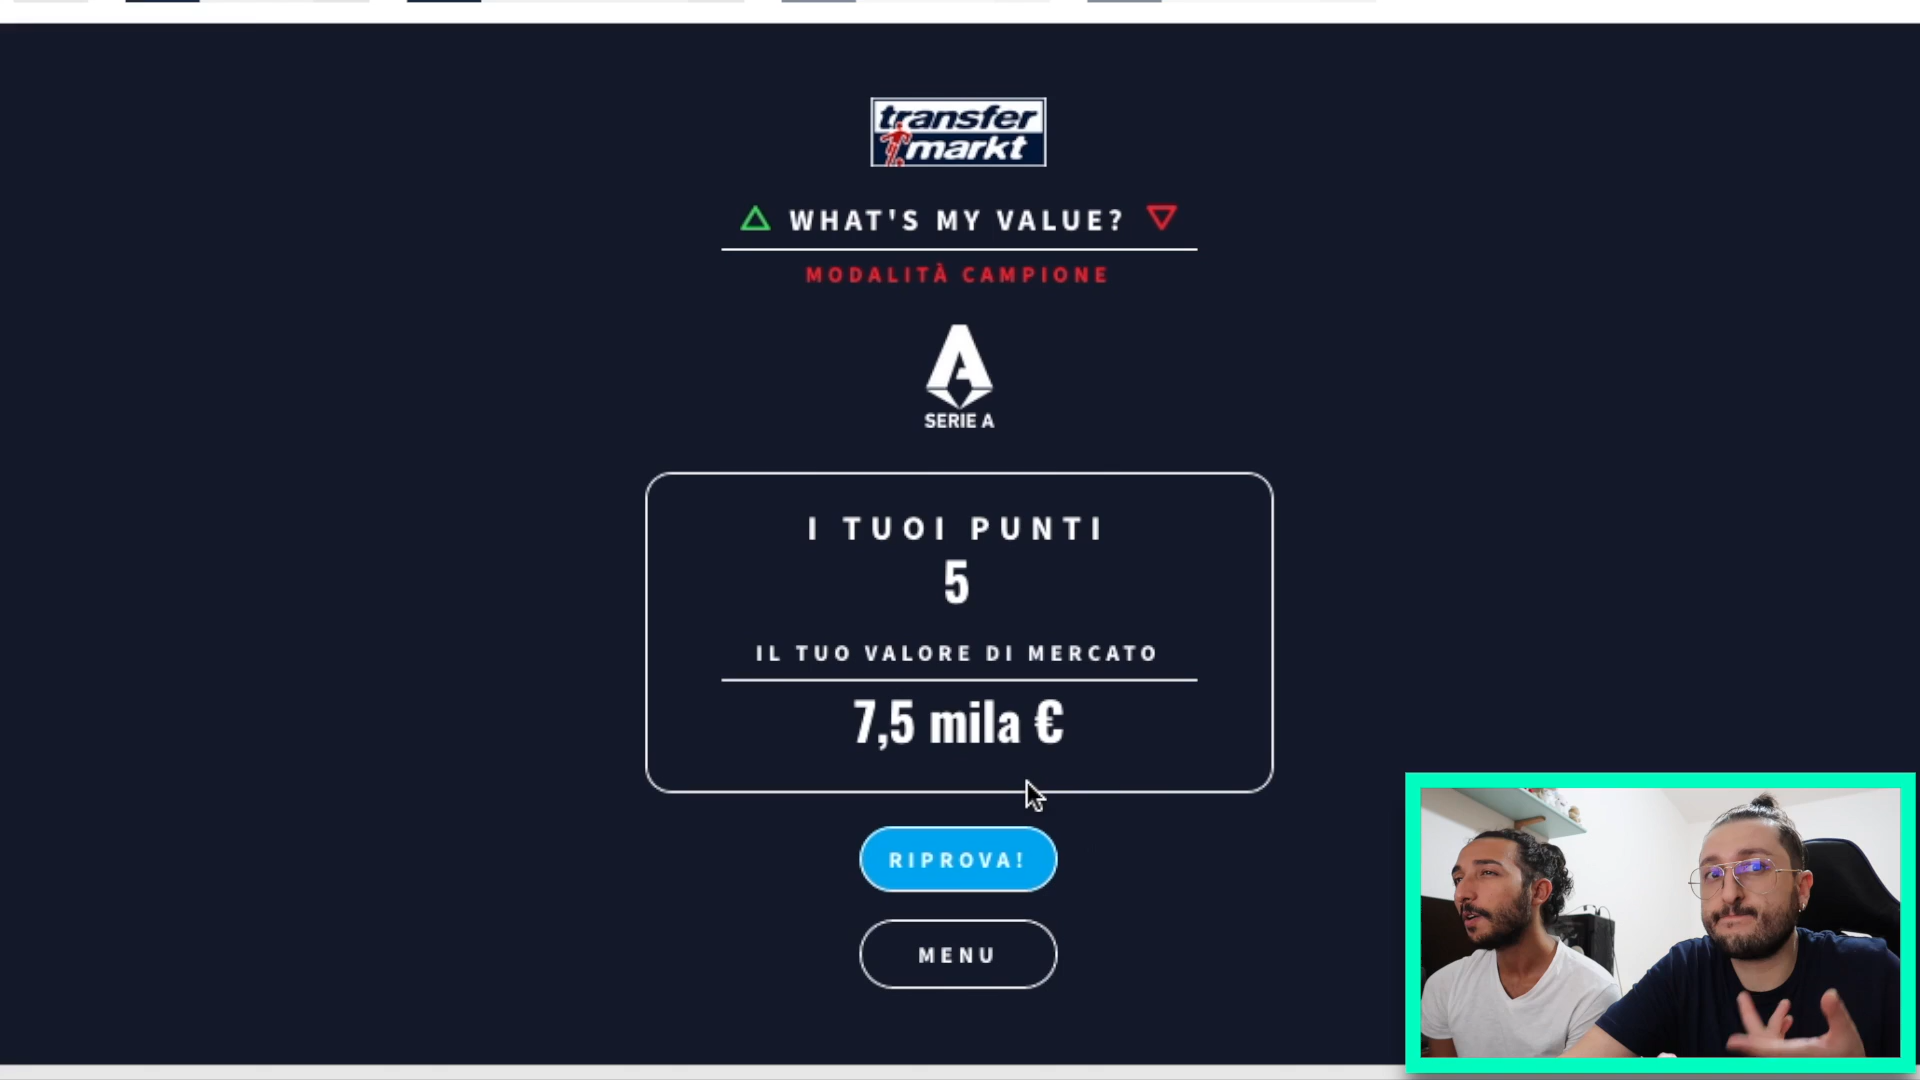 transfer
markt
WHAT'S MY VALUE?
MODALITÀ CAMPIONE
SERIE A
I TUOI PUNTI
5
IL TUO VALORE DI MERCATO
7,5 mila €
RIPROVA!
MENU